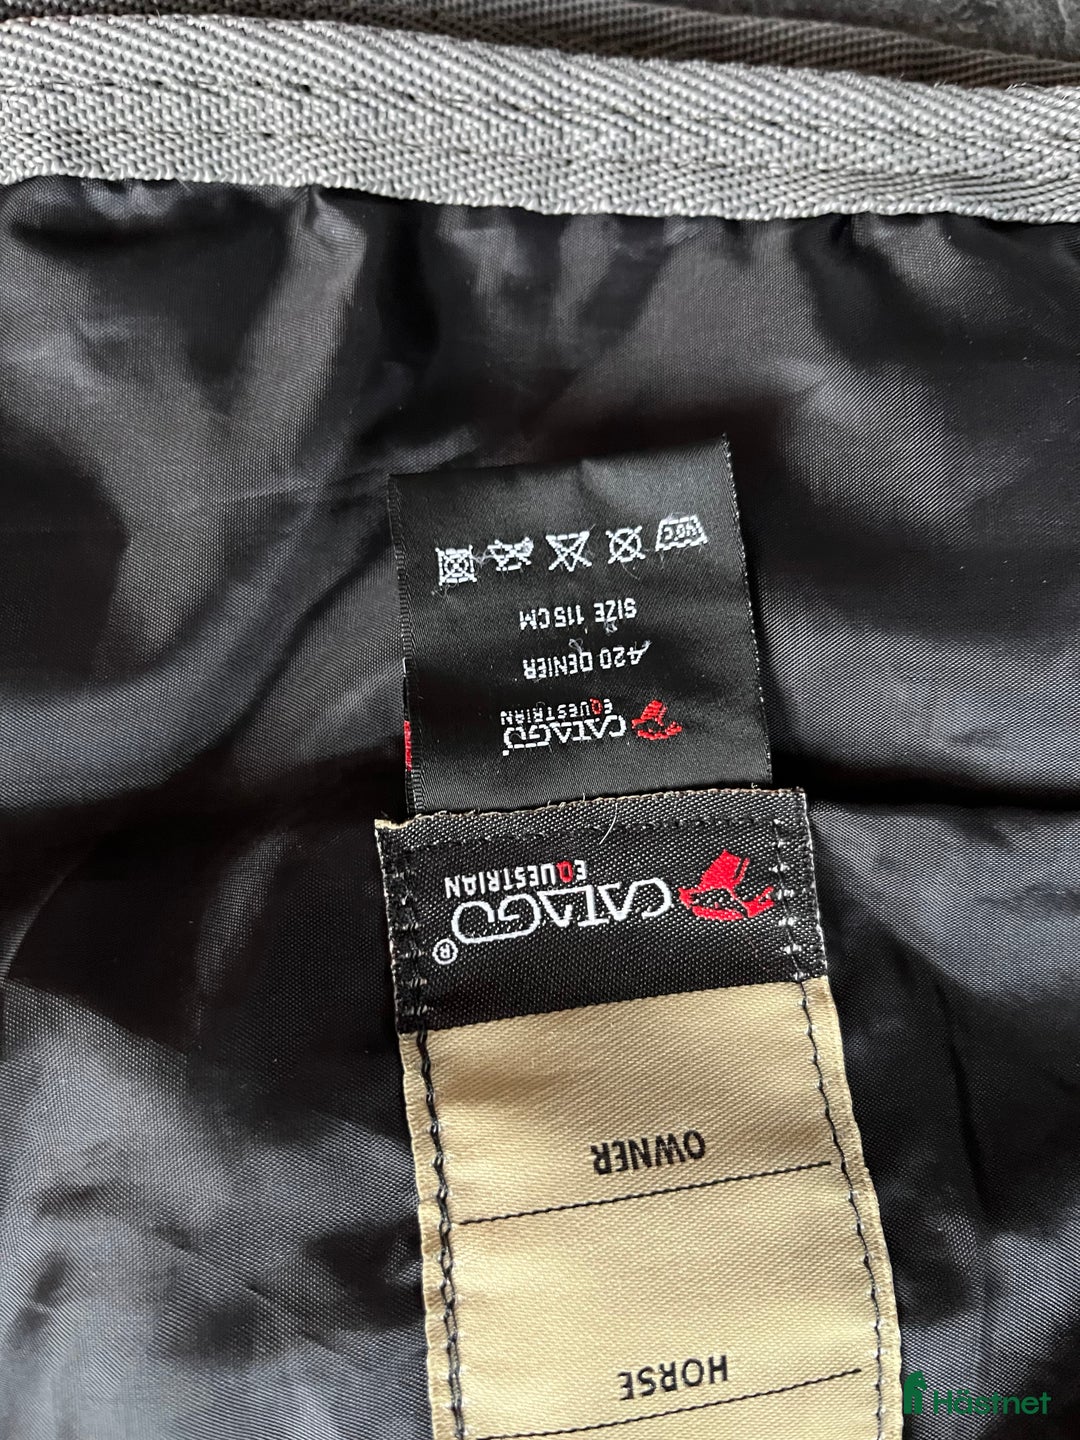 CATAGO
EQUESTRIAN
420 DENIER
SIZE 115 CM
CATAGO®
EQUESTRIAN
OWNER
HORSE
Hästnet